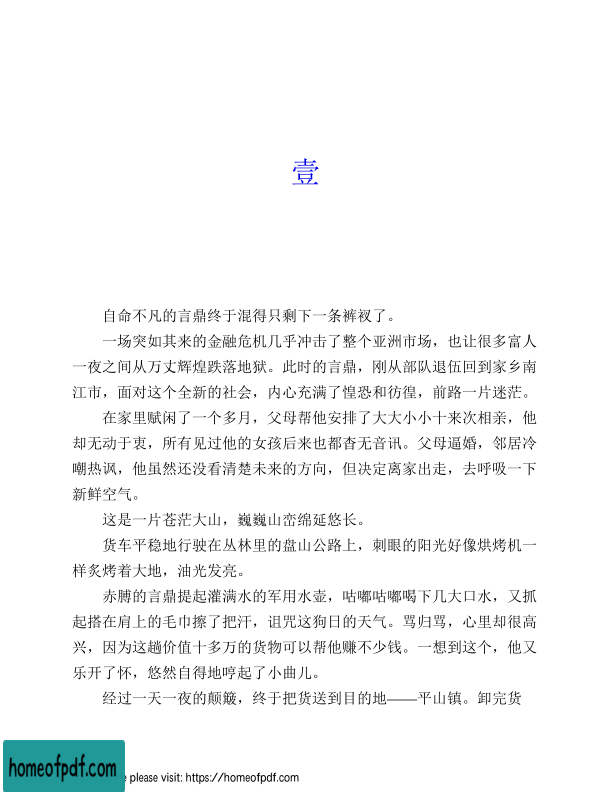 壹
自命不凡的言鼎终于混得只剩下一条裤衩了。
一场突如其来的金融危机几乎冲击了整个亚洲市场，也让很多富人
一夜之间从万丈辉煌跌落地狱。此时的言鼎，刚从部队退伍回到家乡南
江市，面对这个全新的社会，内心充满了惶恐和彷徨，前路一片迷茫。
在家里赋闲了一个多月，父母帮他安排了大大小小十来次相亲，他
却无动于衷，所有见过他的女孩后来也都杳无音讯。父母逼婚，邻居冷
嘲热讽，他虽然还没看清楚未来的方向，但决定离家出走，去呼吸一下
新鲜空气。
这是一片苍茫大山，巍巍山峦绵延悠长。
货车平稳地行驶在丛林里的盘山公路上，刺眼的阳光好像烘烤机一
样炙烤着大地，油光发亮。
赤膊的言鼎提起灌满水的军用水壶，咕嘟咕嘟喝下几大口水，又抓
起搭在肩上的毛巾擦了把汗，诅咒这狗日的天气。骂归骂，心里却很高
兴，因为这趟价值十多万的货物可以帮他赚不少钱。一想到这个，他又
乐开了怀，悠然自得地哼起了小曲儿。
经过一天一夜的颠簸，终于把货送到目的地——平山镇。卸完货
homeofpdf.com
e please visit: https://homeofpdf.com